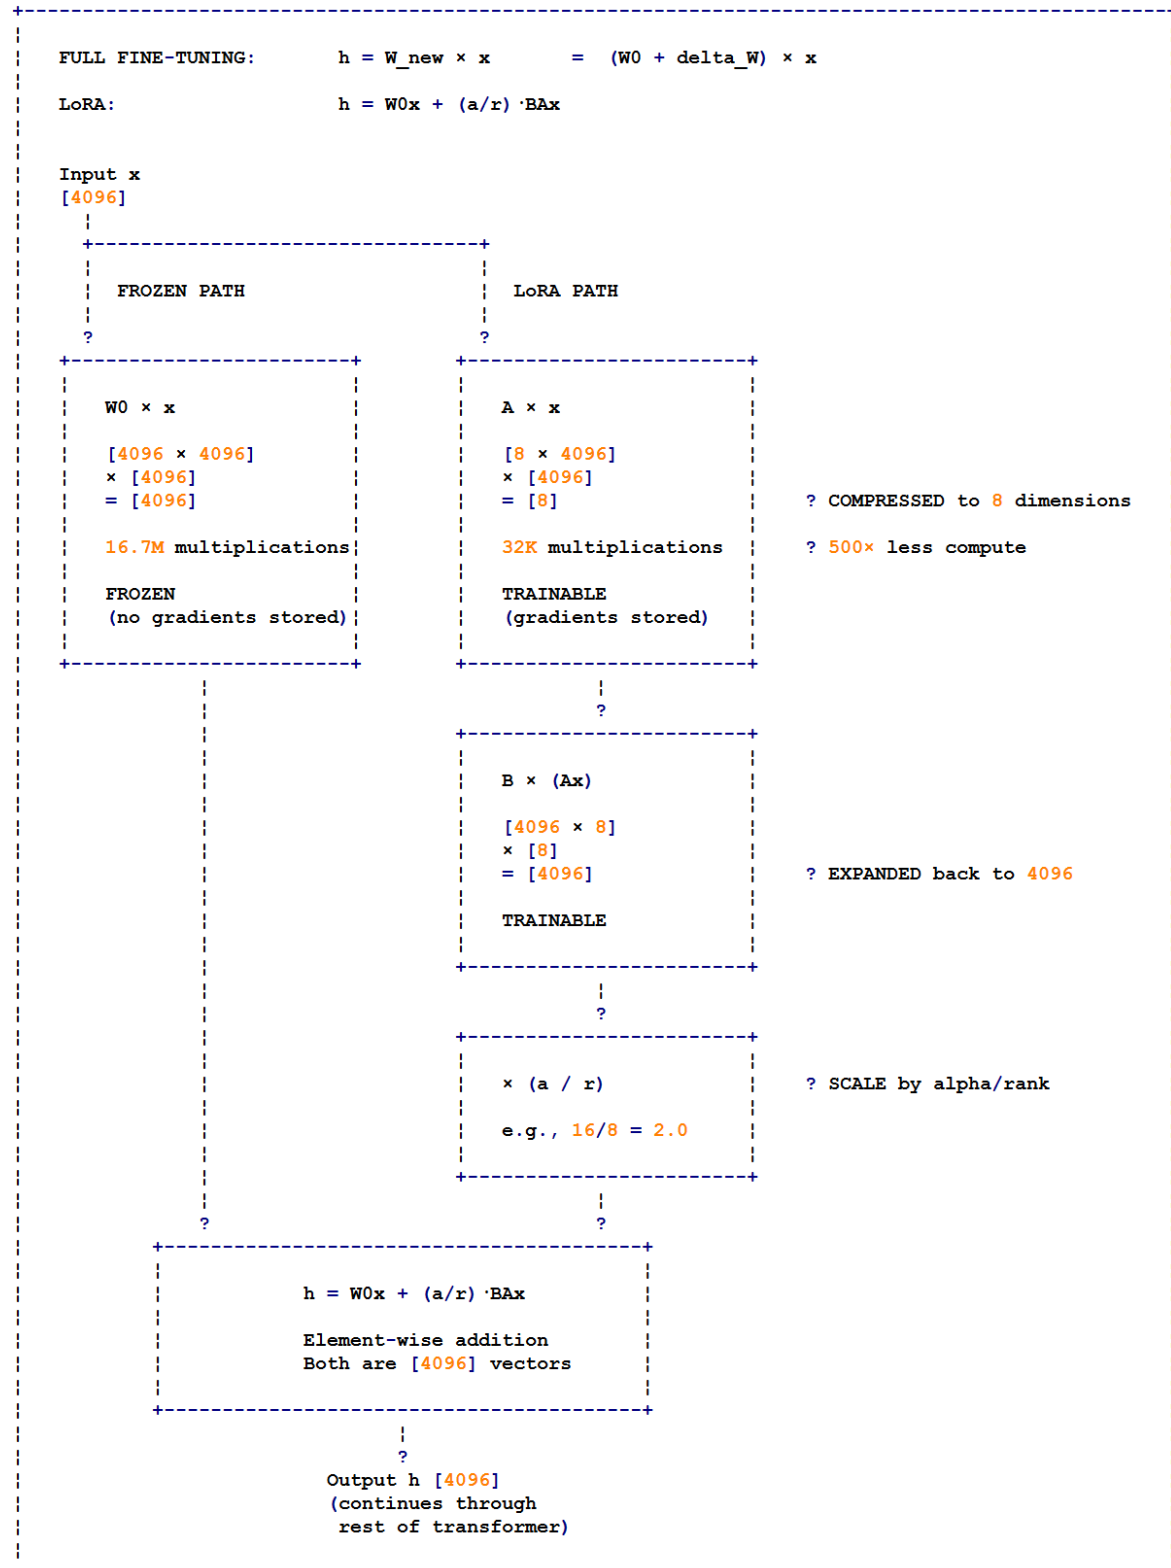 FULL FINE-TUNING: h = W_new × x = (W0 + delta_W) × x
LoRA: h = W0x + (a/r)·BAx
Input x
[4096]
FROZEN PATH LoRA PATH
? ?
W0 × x A × x
[4096 × 4096] [8 × 4096]
× [4096] × [4096]
= [4096] = [8] ? COMPRESSED to 8 dimensions
16.7M multiplications 32K multiplications ? 500× less compute
FROZEN TRAINABLE
(no gradients stored) (gradients stored)
?
B × (Ax)
[4096 × 8]
× [8]
= [4096] ? EXPANDED back to 4096
TRAINABLE
?
× (a / r) ? SCALE by alpha/rank
e.g., 16/8 = 2.0
? ?
h = W0x + (a/r)·BAx
Element-wise addition
Both are [4096] vectors
?
Output h [4096]
(continues through
rest of transformer)